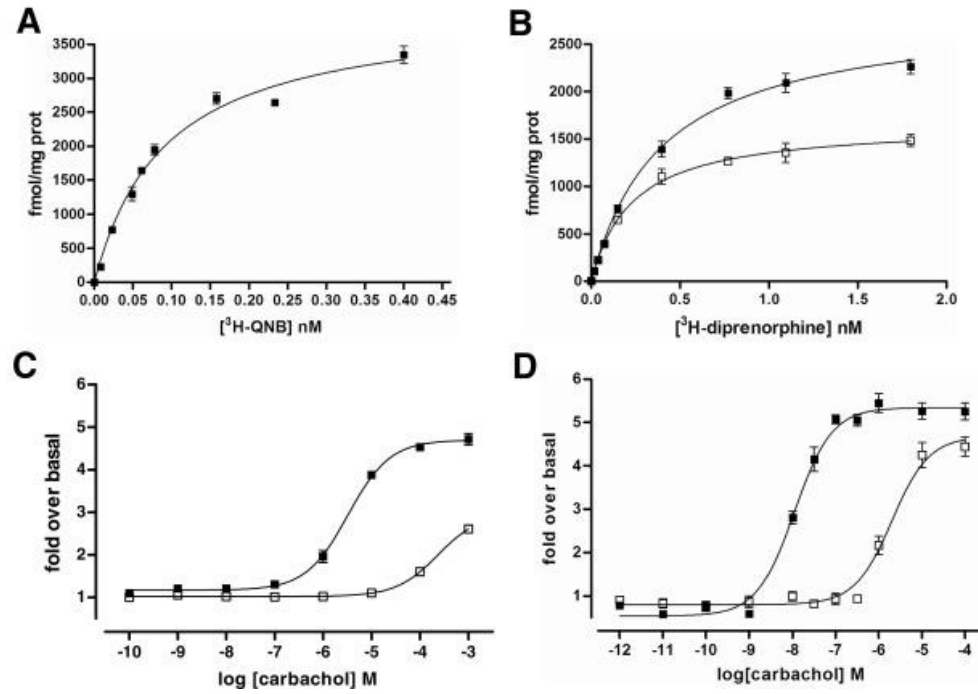 A
3500
3000
2500
2000
1500
1000
500
0
fmol/mg prot
0.00 0.05 0.10 0.15 0.20 0.25 0.30 0.35 0.40 0.45
[³H-QNB] nM
B
2500
2000
1500
1000
500
0
fmol/mg prot
0.0 0.5 1.0 1.5 2.0
[³H-diprenorphine] nM
C
6
5
4
3
2
1
fold over basal
-10 -9 -8 -7 -6 -5 -4 -3
log [carbachol] M
D
6
5
4
3
2
1
fold over basal
-12 -11 -10 -9 -8 -7 -6 -5 -4
log[carbachol] M